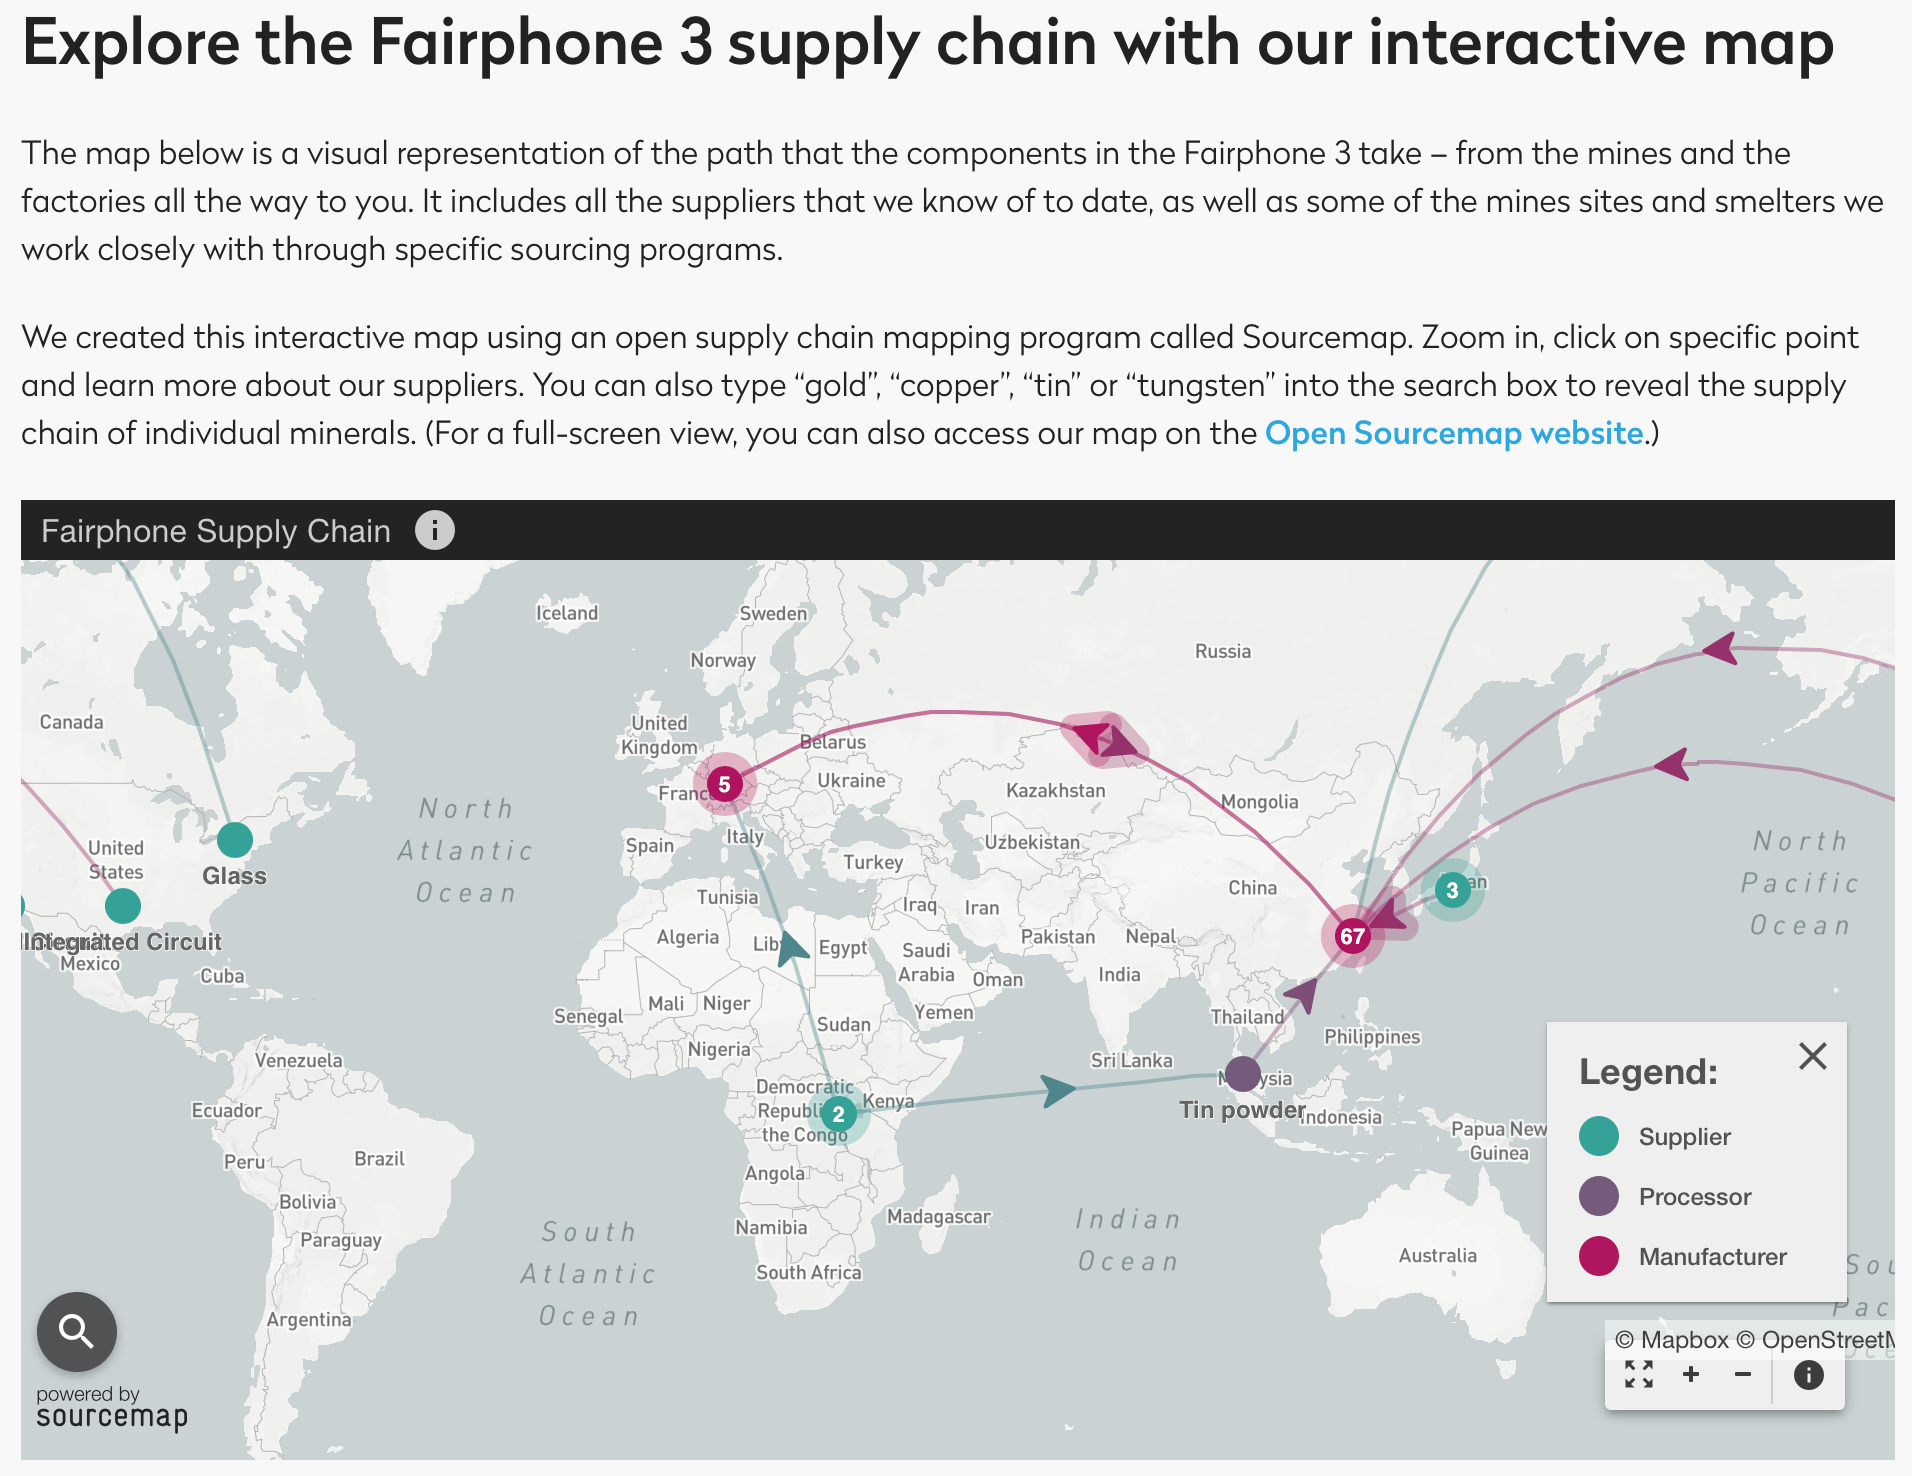 Explore the Fairphone 3 supply chain with our interactive map
The map below is a visual representation of the path that the components in the Fairphone 3 take – from the mines and the
factories all the way to you. It includes all the suppliers that we know of to date, as well as some of the mines sites and smelters we
work closely with through specific sourcing programs.
We created this interactive map using an open supply chain mapping program called Sourcemap. Zoom in, click on specific point
and learn more about our suppliers. You can also type “gold”, “copper”, “tin” or “tungsten” into the search box to reveal the supply
chain of individual minerals. (For a full-screen view, you can also access our map on the Open Sourcemap website.)
Fairphone Supply Chain i
Iceland
Sweden
Norway
Russia
Canada
United
Kingdom
Belarus
Ukraine
5
Kazakhstan
Mongolia
North
Atlantic
Ocean
Italy
Spain
Uzbekistan
Turkey
United
States
Glass
North
Pacific
Ocean
China
3
Tunisia
Iraq
Iran
67
Integrated Circuit
Mexico
Cuba
Algeria
Egypt
Saudi
Arabia
Oman
Pakistan
Nepal
India
Mali
Niger
Senegal
Sudan
Yemen
Thailand
Philippines
Nigeria
Sri Lanka
Venezuela
Democratic
the Congo
2
Kenya
Tin powder
Indonesia
Papua New
Guinea
Ecuador
Peru
Brazil
Angola
Bolivia
Namibia
Madagascar
Paraguay
South Africa
Argentina
South
Atlantic
Ocean
Indian
Ocean
Australia
Legend:
Supplier
Processor
Manufacturer
© Mapbox © OpenStreetM
powered by
sourcemap